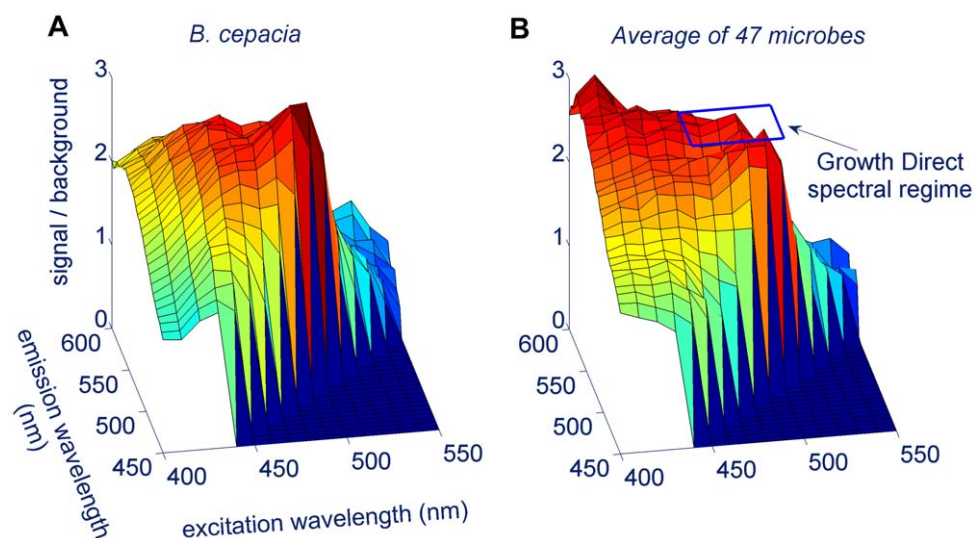 A
B. cepacia
signal / background
3
2
1
0
600
550
500
450
emission wavelength
(nm)
400
450
500
550
excitation wavelength (nm)
B
Average of 47 microbes
3
2
1
0
600
550
500
450
400
450
500
550
Growth Direct
spectral regime